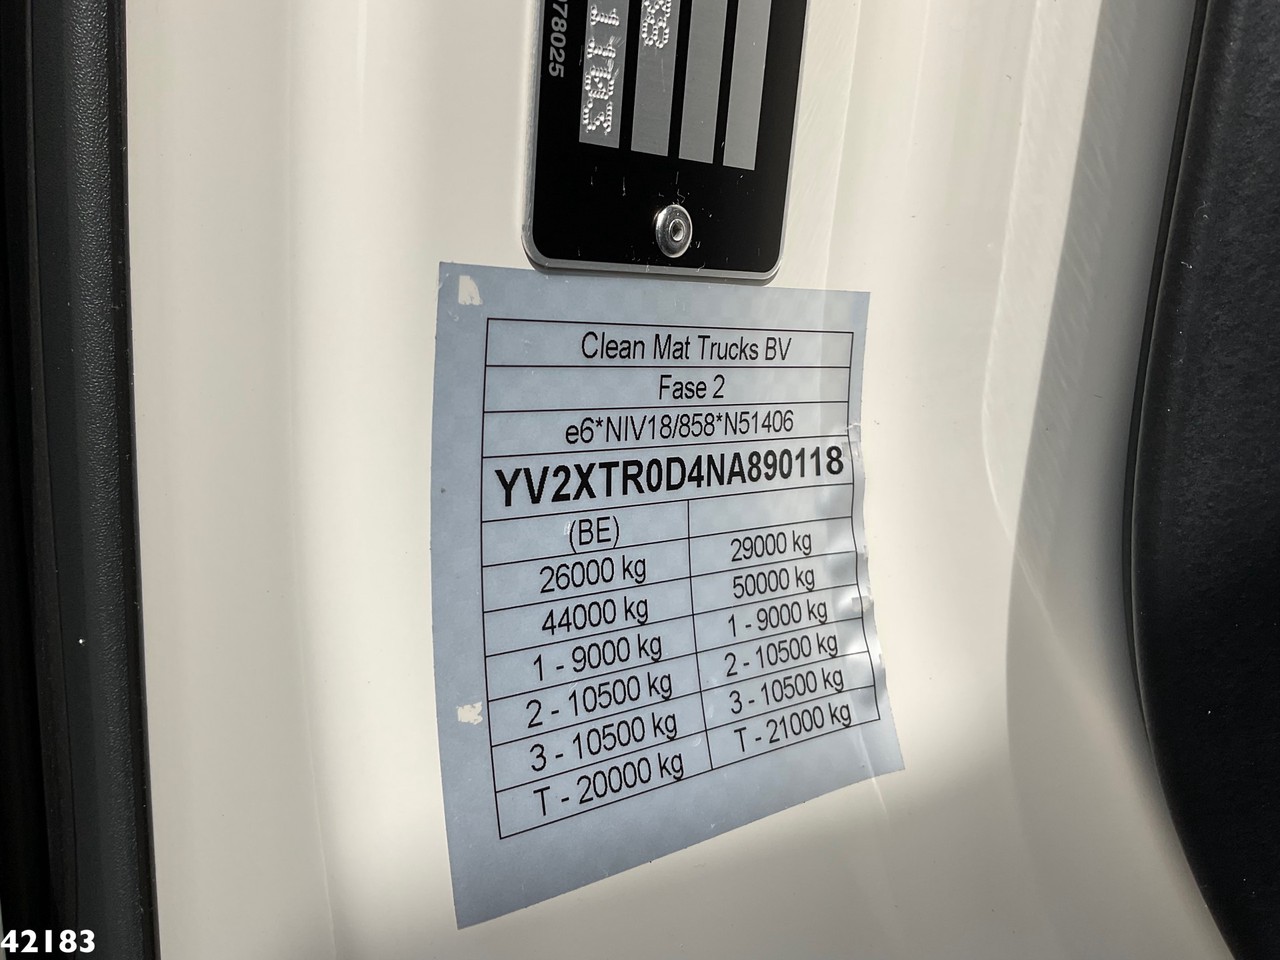 78025
Clean Mat Trucks BV
Fase 2
e6*NIV18/858*N51406
YV2XTR0D4NA890118
(BE)
26000 kg 29000 kg
44000 kg 50000 kg
1 - 9000 kg 1 - 9000 kg
2 - 10500 kg 2 - 10500 kg
3 - 10500 kg 3 - 10500 kg
T - 20000 kg T - 21000 kg
42183